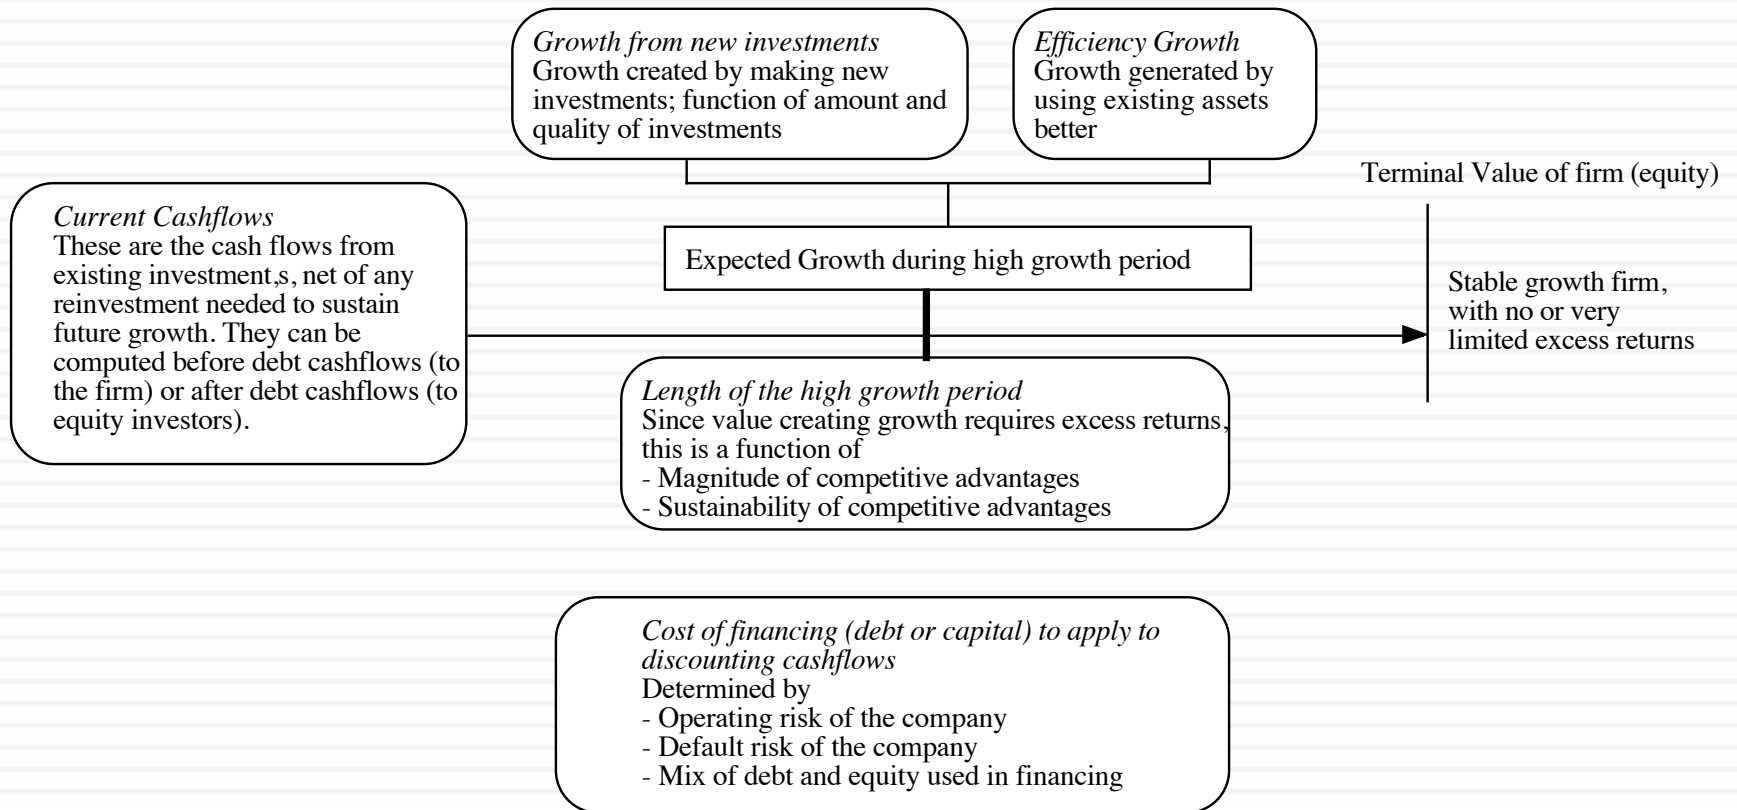 Growth from new investments
Growth created by making new
investments; function of amount and
quality of investments
Efficiency Growth
Growth generated by
using existing assets
better
Terminal Value of firm (equity)
Current Cashflows
These are the cash flows from
existing investment,s, net of any
reinvestment needed to sustain
future growth. They can be
computed before debt cashflows (to
the firm) or after debt cashflows (to
equity investors).
Expected Growth during high growth period
Stable growth firm,
with no or very
limited excess returns
Length of the high growth period
Since value creating growth requires excess returns,
this is a function of
- Magnitude of competitive advantages
- Sustainability of competitive advantages
Cost of financing (debt or capital) to apply to
discounting cashflows
Determined by
- Operating risk of the company
- Default risk of the company
- Mix of debt and equity used in financing